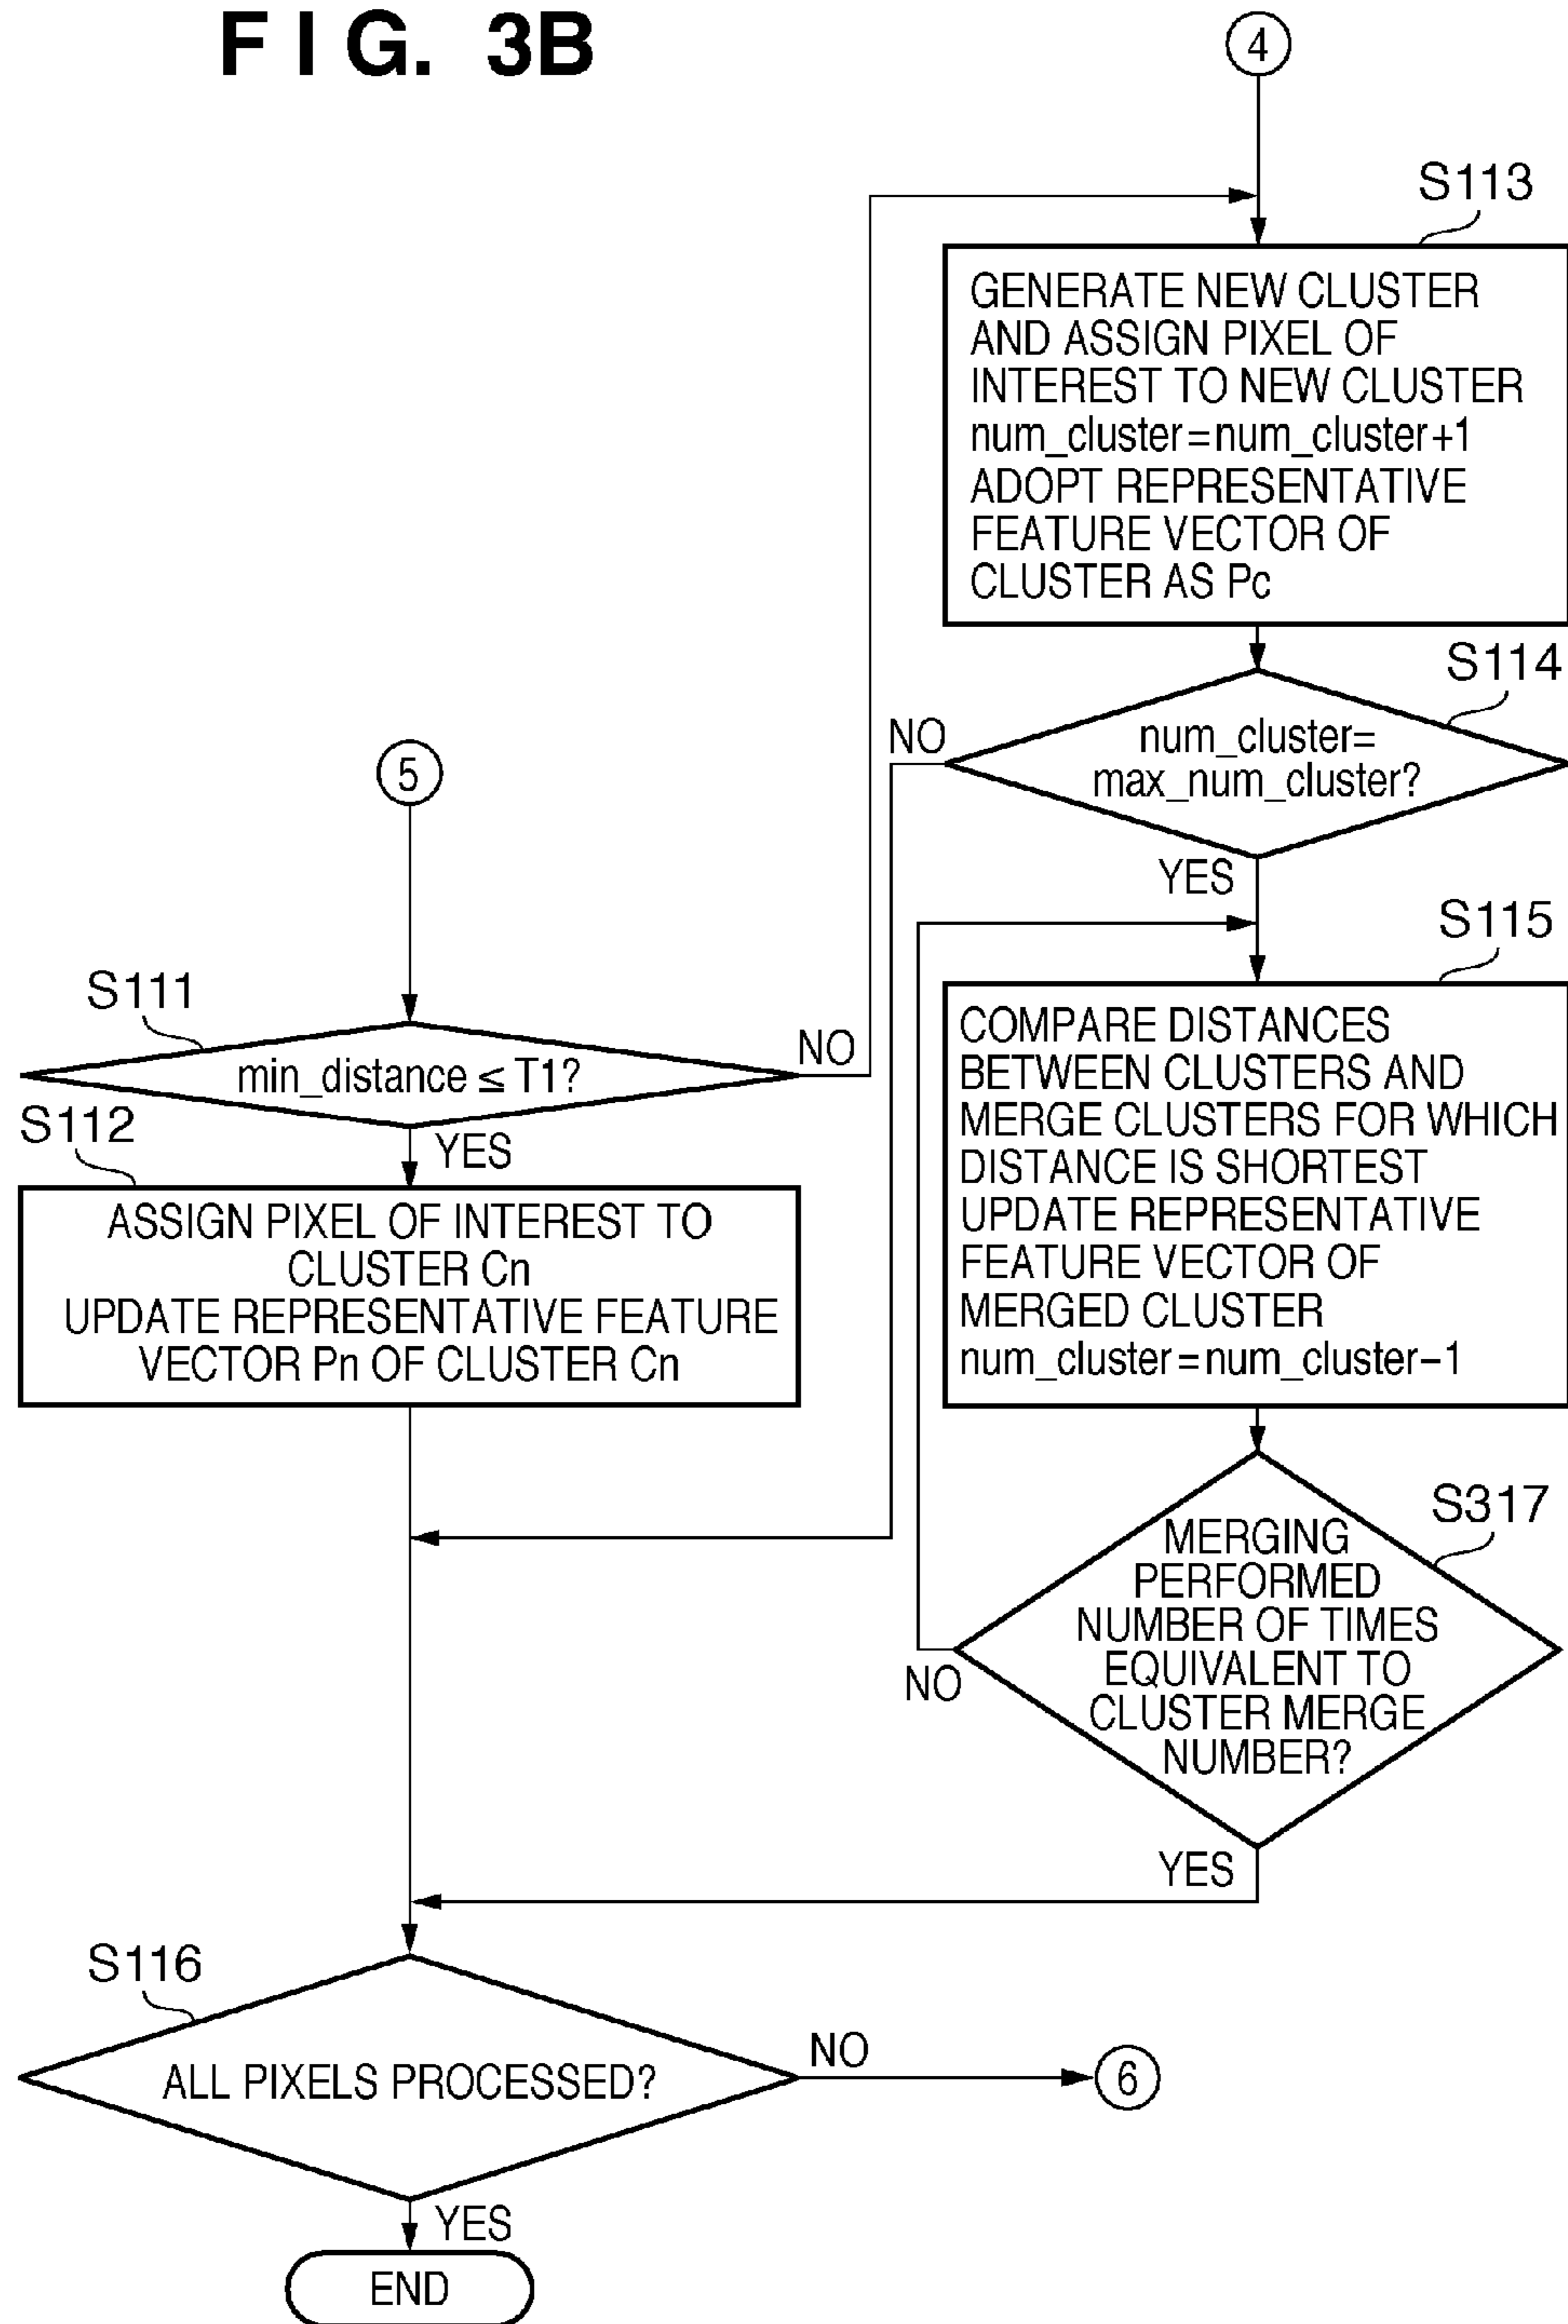 FIG. 3B
4
S113
GENERATE NEW CLUSTER
AND ASSIGN PIXEL OF
INTEREST TO NEW CLUSTER
num_cluster=num_cluster+1
ADOPT REPRESENTATIVE
FEATURE VECTOR OF
CLUSTER AS Pc
S114
NO
num_cluster=
max_num_cluster?
YES
5
S111
min_distance ≤ T1?
NO
S112
YES
ASSIGN PIXEL OF INTEREST TO
CLUSTER Cn
UPDATE REPRESENTATIVE FEATURE
VECTOR Pn OF CLUSTER Cn
S115
COMPARE DISTANCES
BETWEEN CLUSTERS AND
MERGE CLUSTERS FOR WHICH
DISTANCE IS SHORTEST
UPDATE REPRESENTATIVE
FEATURE VECTOR OF
MERGED CLUSTER
num_cluster=num_cluster−1
S317
MERGING
PERFORMED
NUMBER OF TIMES
EQUIVALENT TO
CLUSTER MERGE
NUMBER?
NO
YES
S116
ALL PIXELS PROCESSED?
NO
6
YES
END